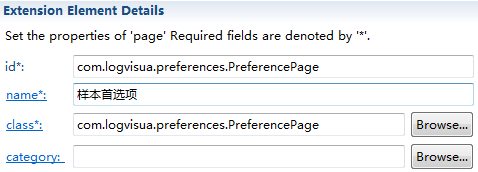 Extension Element Details
Set the properties of 'page' Required fields are denoted by '*'.
id*: com.logvisua.preferences.PreferencePage
name*: 样本首选项
class*: com.logvisua.preferences.PreferencePage Browse...
category: Browse...